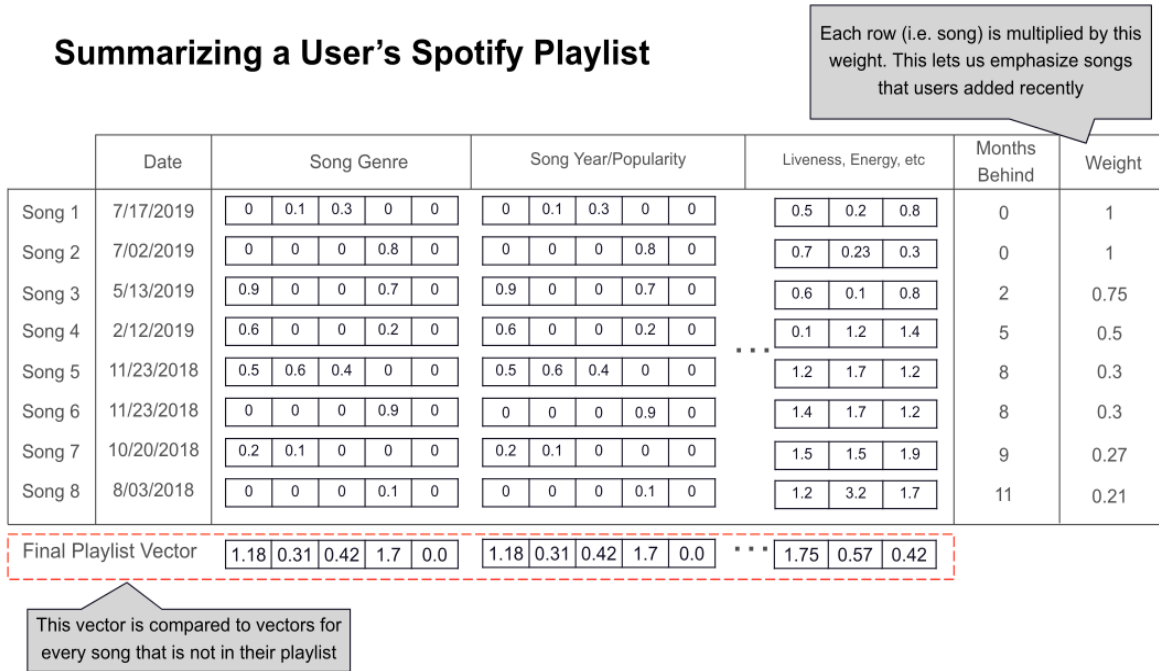 Summarizing a User's Spotify Playlist
Each row (i.e. song) is multiplied by this
weight. This lets us emphasize songs
that users added recently
Date Song Genre Song Year/Popularity Liveness, Energy, etc Months Behind Weight
Song 1 7/17/2019 0 0.1 0.3 0 0 0 0.1 0.3 0 0 0.5 0.2 0.8 0 1
Song 2 7/02/2019 0 0 0 0.8 0 0 0 0 0.8 0 0.7 0.23 0.3 0 1
Song 3 5/13/2019 0.9 0 0 0.7 0 0.9 0 0 0.7 0 0.6 0.1 0.8 2 0.75
Song 4 2/12/2019 0.6 0 0 0.2 0 0.6 0 0 0.2 0 ... 0.1 1.2 1.4 5 0.5
Song 5 11/23/2018 0.5 0.6 0.4 0 0 0.5 0.6 0.4 0 0 1.2 1.7 1.2 8 0.3
Song 6 11/23/2018 0 0 0 0.9 0 0 0 0 0.9 0 1.4 1.7 1.2 8 0.3
Song 7 10/20/2018 0.2 0.1 0 0 0 0.2 0.1 0 0 0 1.5 1.5 1.9 9 0.27
Song 8 8/03/2018 0 0 0 0.1 0 0 0 0 0.1 0 1.2 3.2 1.7 11 0.21
Final Playlist Vector 1.18 0.31 0.42 1.7 0.0 1.18 0.31 0.42 1.7 0.0 ... 1.75 0.57 0.42
This vector is compared to vectors for
every song that is not in their playlist